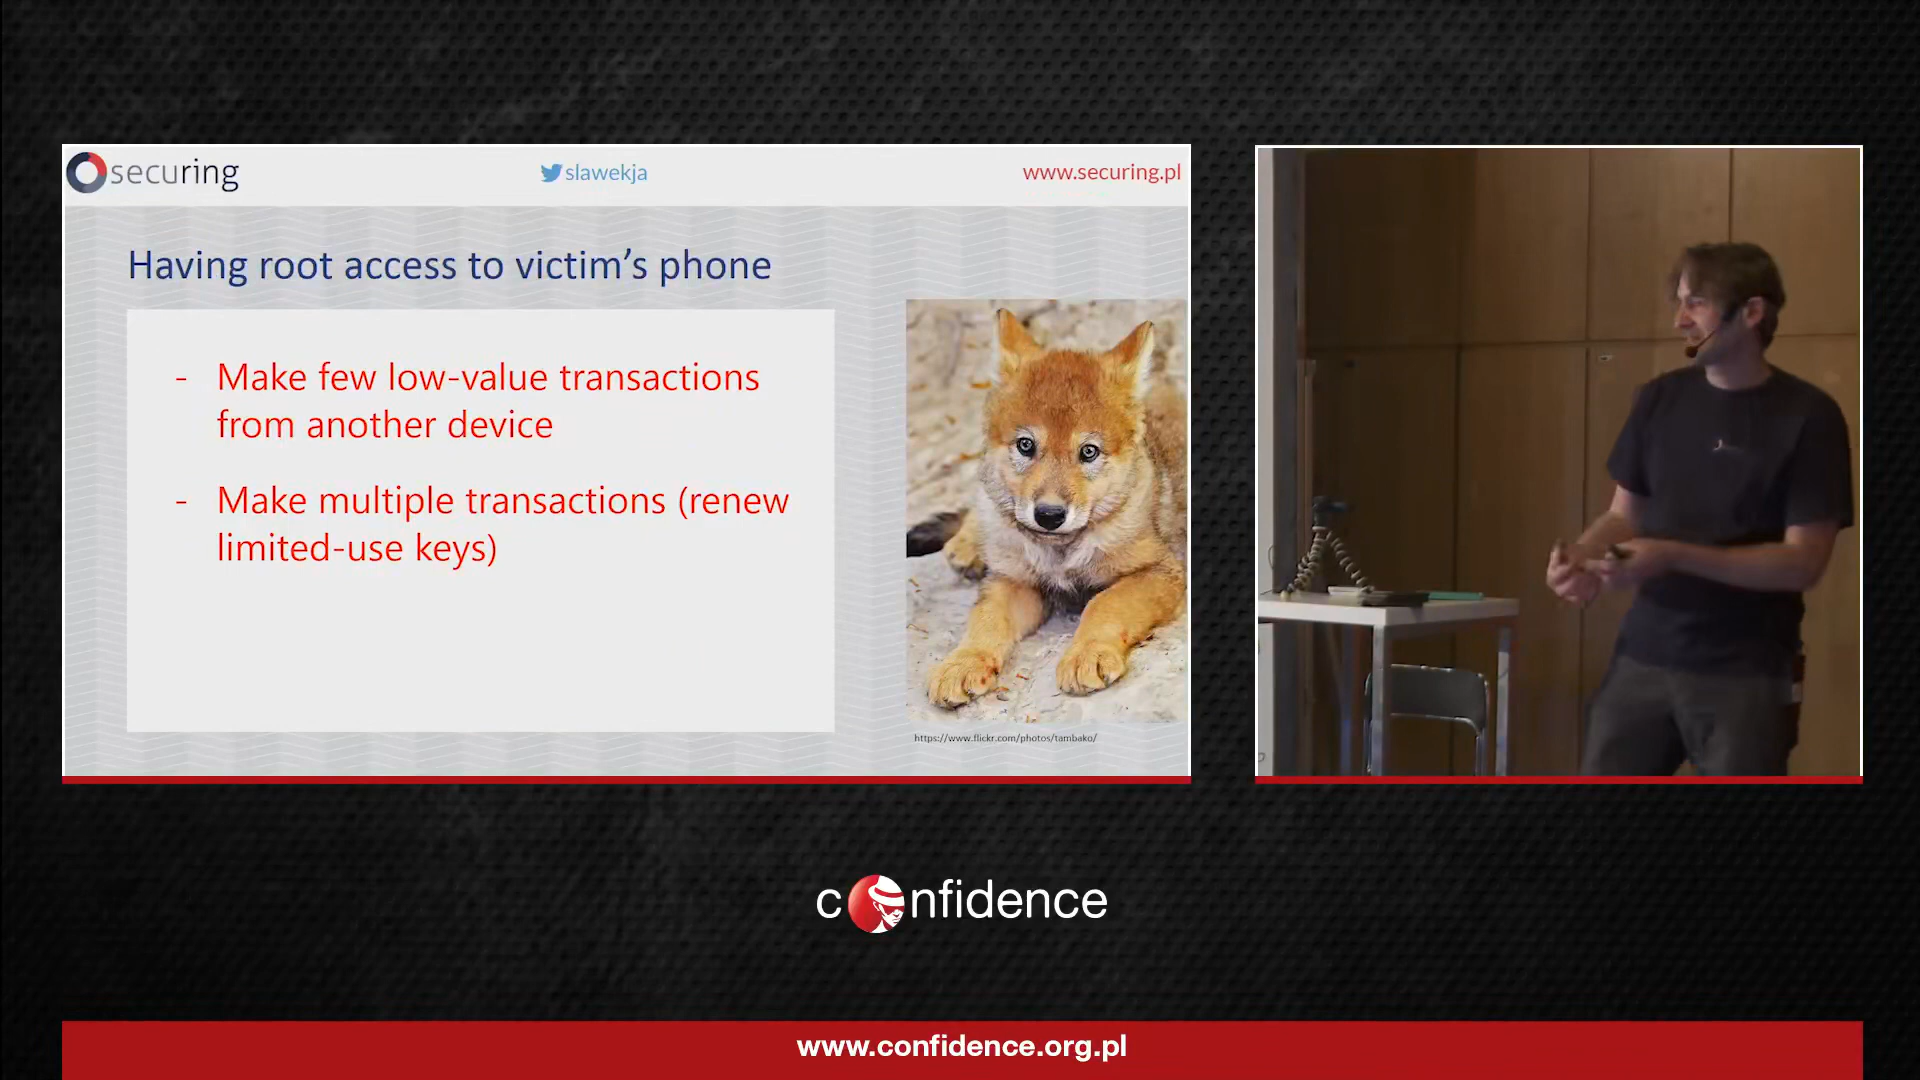 securing
slawekja
www.securing.pl
Having root access to victim's phone
- Make few low-value transactions
from another device
- Make multiple transactions (renew
limited-use keys)
https://www.flickr.com/photos/tambako/
confidence
www.confidence.org.pl